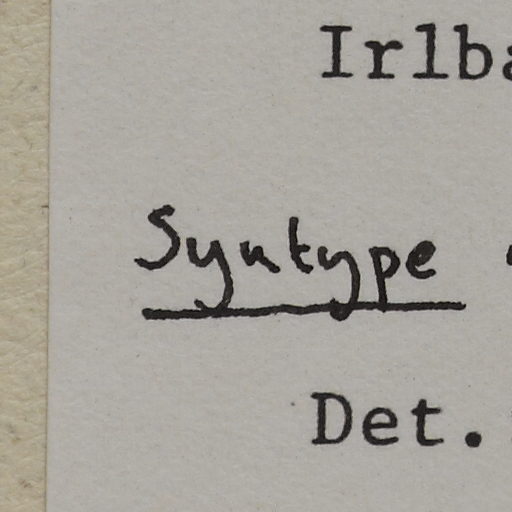 Irlba
Syntype
Det.